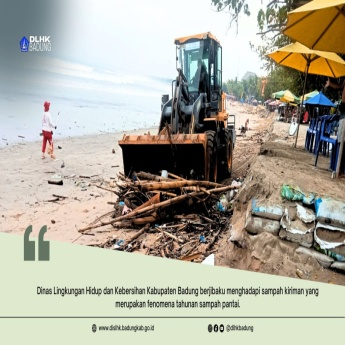 DLHK
BADUNG
Dinas Lingkungan Hidup dan Kebersihan Kabupaten Badung berjibaku menghadapi sampah kiriman yang
merupakan fenomena tahunan sampah pantai.
www.dislhk.badungkab.go.id
@dlhkbadung